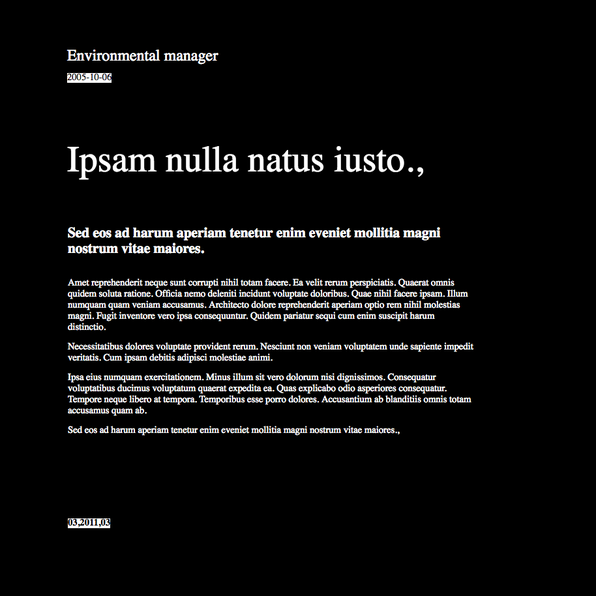 Environmental manager
2005-10-06
Ipsam nulla natus iusto.,
Sed eos ad harum aperiam tenetur enim eveniet mollitia magni
nostrum vitae maiores.
Amet reprehenderit neque sunt corrupti nihil totam facere. Ea velit rerum perspiciatis. Quaerat omnis
quidem soluta ratione. Officia nemo deleniti incidunt voluptate doloribus. Quae nihil facere ipsam. Illum
numquam quam veniam accusamus. Architecto dolore reprehenderit aperiam optio rem nihil molestias
magni. Fugit inventore vero ipsa consequuntur. Quidem pariatur sequi cum enim suscipit harum
distinctio.
Necessitatibus dolores voluptate provident rerum. Nesciunt non veniam voluptatem unde sapiente impedit
veritatis. Cum ipsam debitis adipisci molestiae animi.
Ipsa eius numquam exercitationem. Minus illum sit vero dolorum nisi dignissimos. Consequatur
voluptatibus ducimus voluptatum quaerat expedita ea. Quas explicabo odio asperiores consequatur.
Tempore neque libero at tempora. Temporibus esse porro dolores. Accusantium ab blanditiis omnis totam
accusamus quam ab.
Sed eos ad harum aperiam tenetur enim eveniet mollitia magni nostrum vitae maiores.,
03,2011,03